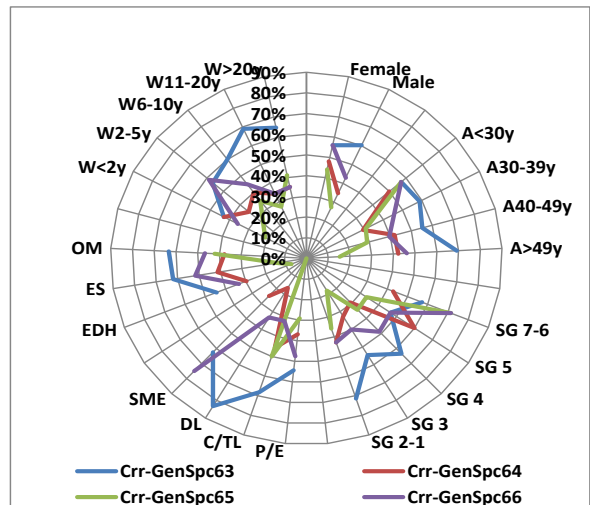 90%
80%
70%
60%
50%
40%
30%
20%
10%
0%
Female
Male
A<30y
A30-39y
A40-49y
A>49y
SG 7-6
SG 5
SG 4
SG 3
SG 2-1
P/E
C/TL
DL
SME
EDH
ES
OM
W<2y
W2-5y
W6-10y
W11-20y
W>20y
Crr-GenSpc63
Crr-GenSpc64
Crr-GenSpc65
Crr-GenSpc66